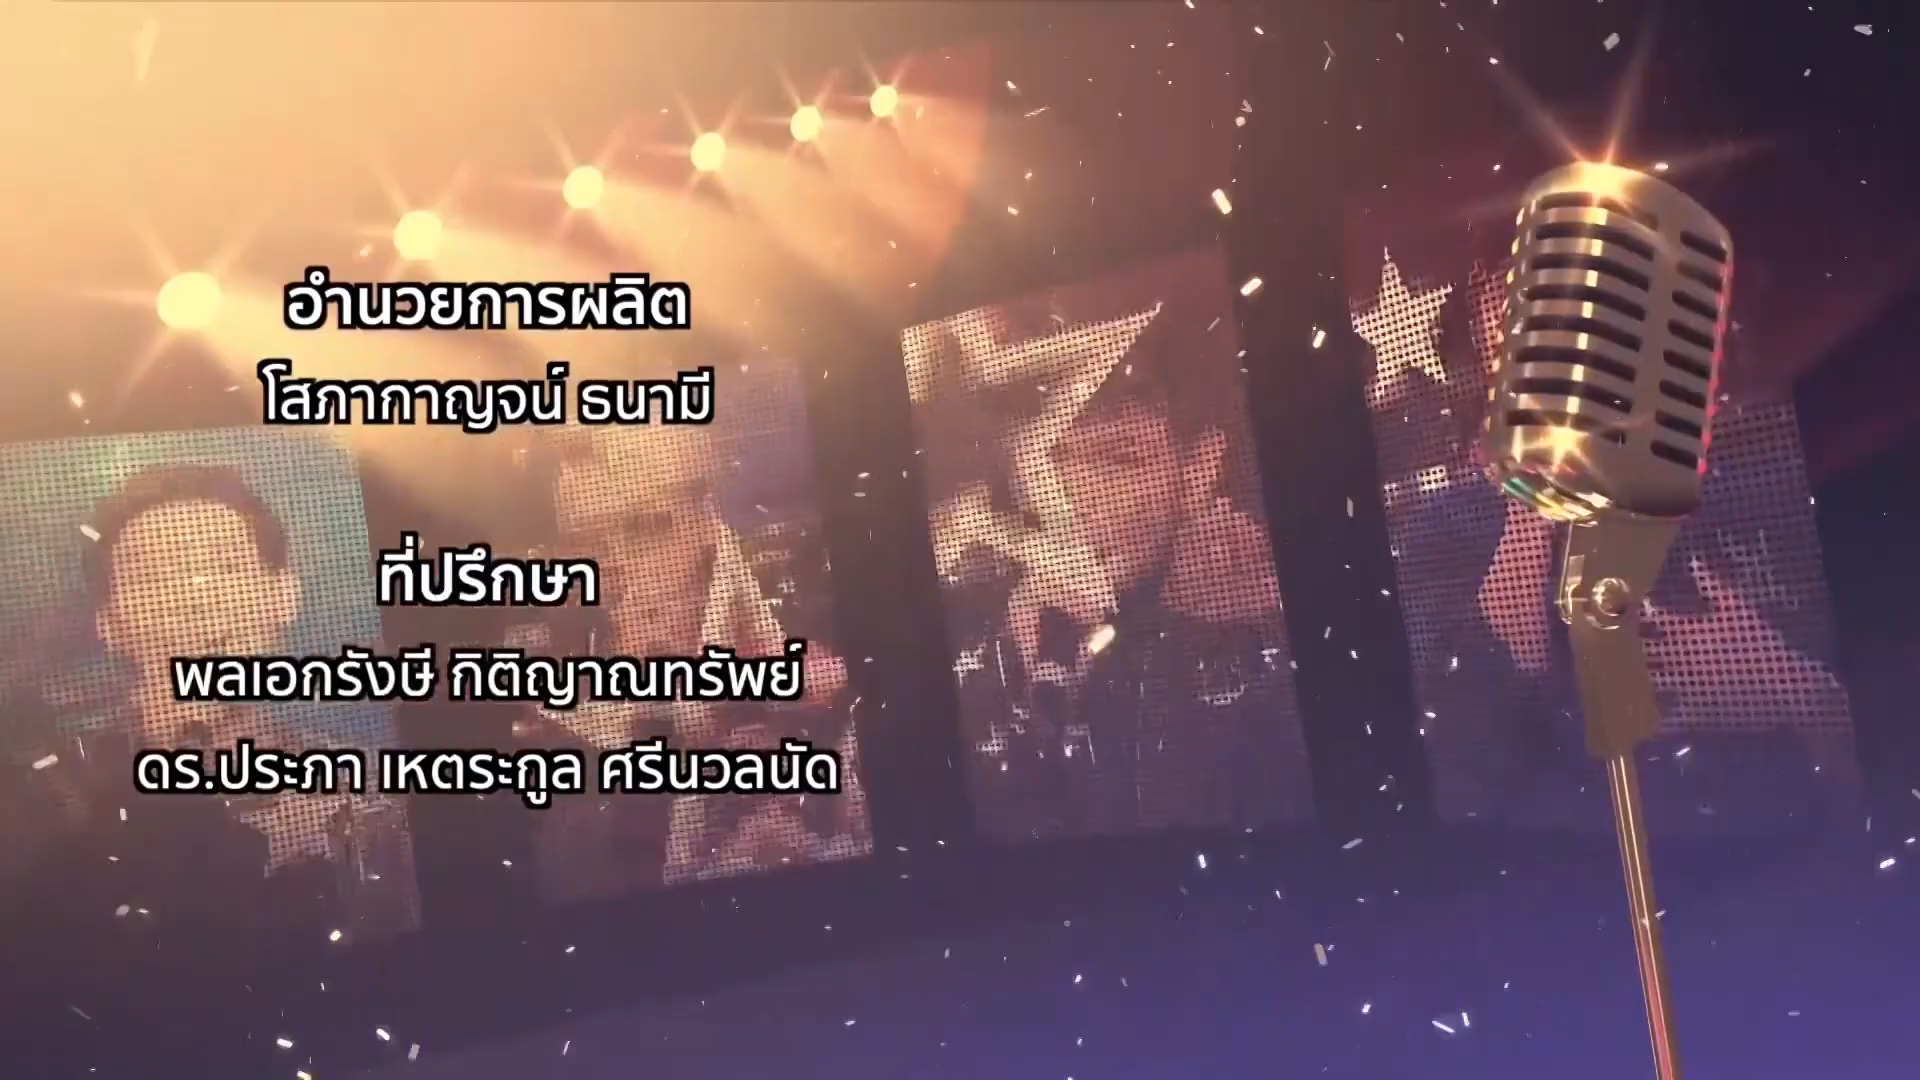 อำนวยการผลิต
โสภากาญจน์ ธนามี
ที่ปรึกษา
พลเอกรังษี กิติญาณทรัพย์
ดร.ประภา เหตระกูล ศรีนวลนัด